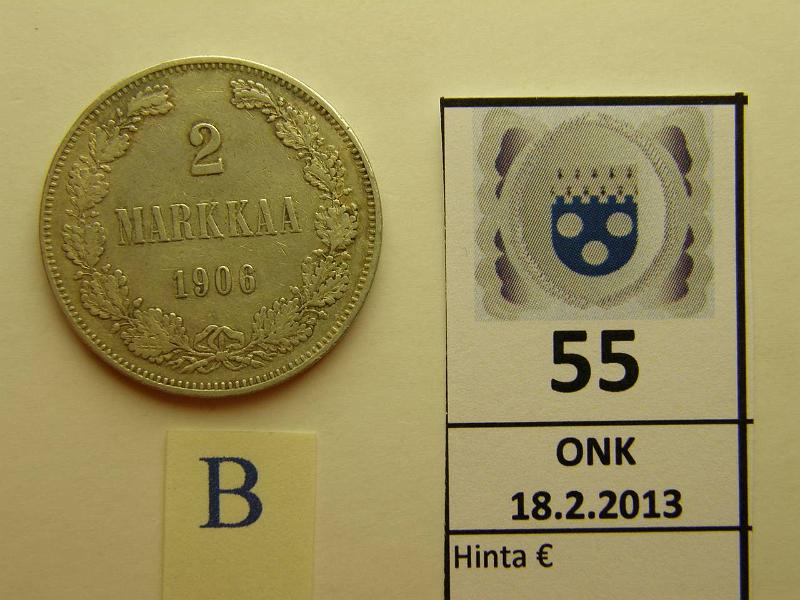 2
MARKKAA
1906
B
55
ONK
18.2.2013
Hinta €